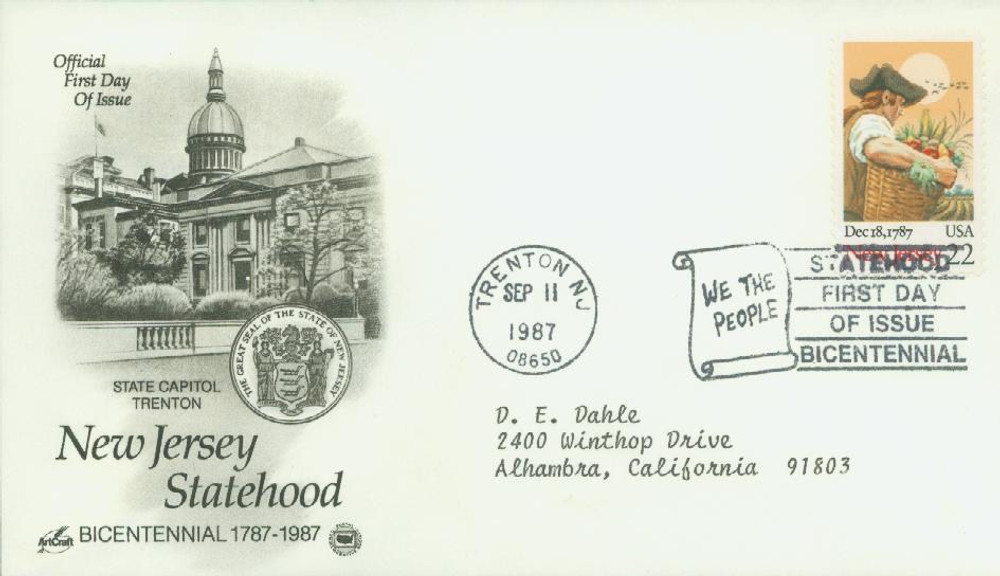 Official
First Day
Of Issue
THE GREAT SEAL OF THE STATE OF NEW JERSEY
STATE CAPITOL
TRENTON
New Jersey
Statehood
ArtCraft
BICENTENNIAL 1787-1987
Dec 18, 1787 USA
New Jersey 22
TRENTON NJ
SEP 11
1987
08650
WE THE
PEOPLE
STATEHOOD
FIRST DAY
OF ISSUE
BICENTENNIAL
D. E. Dahle
2400 Winthop Drive
Alhambra, California 91803